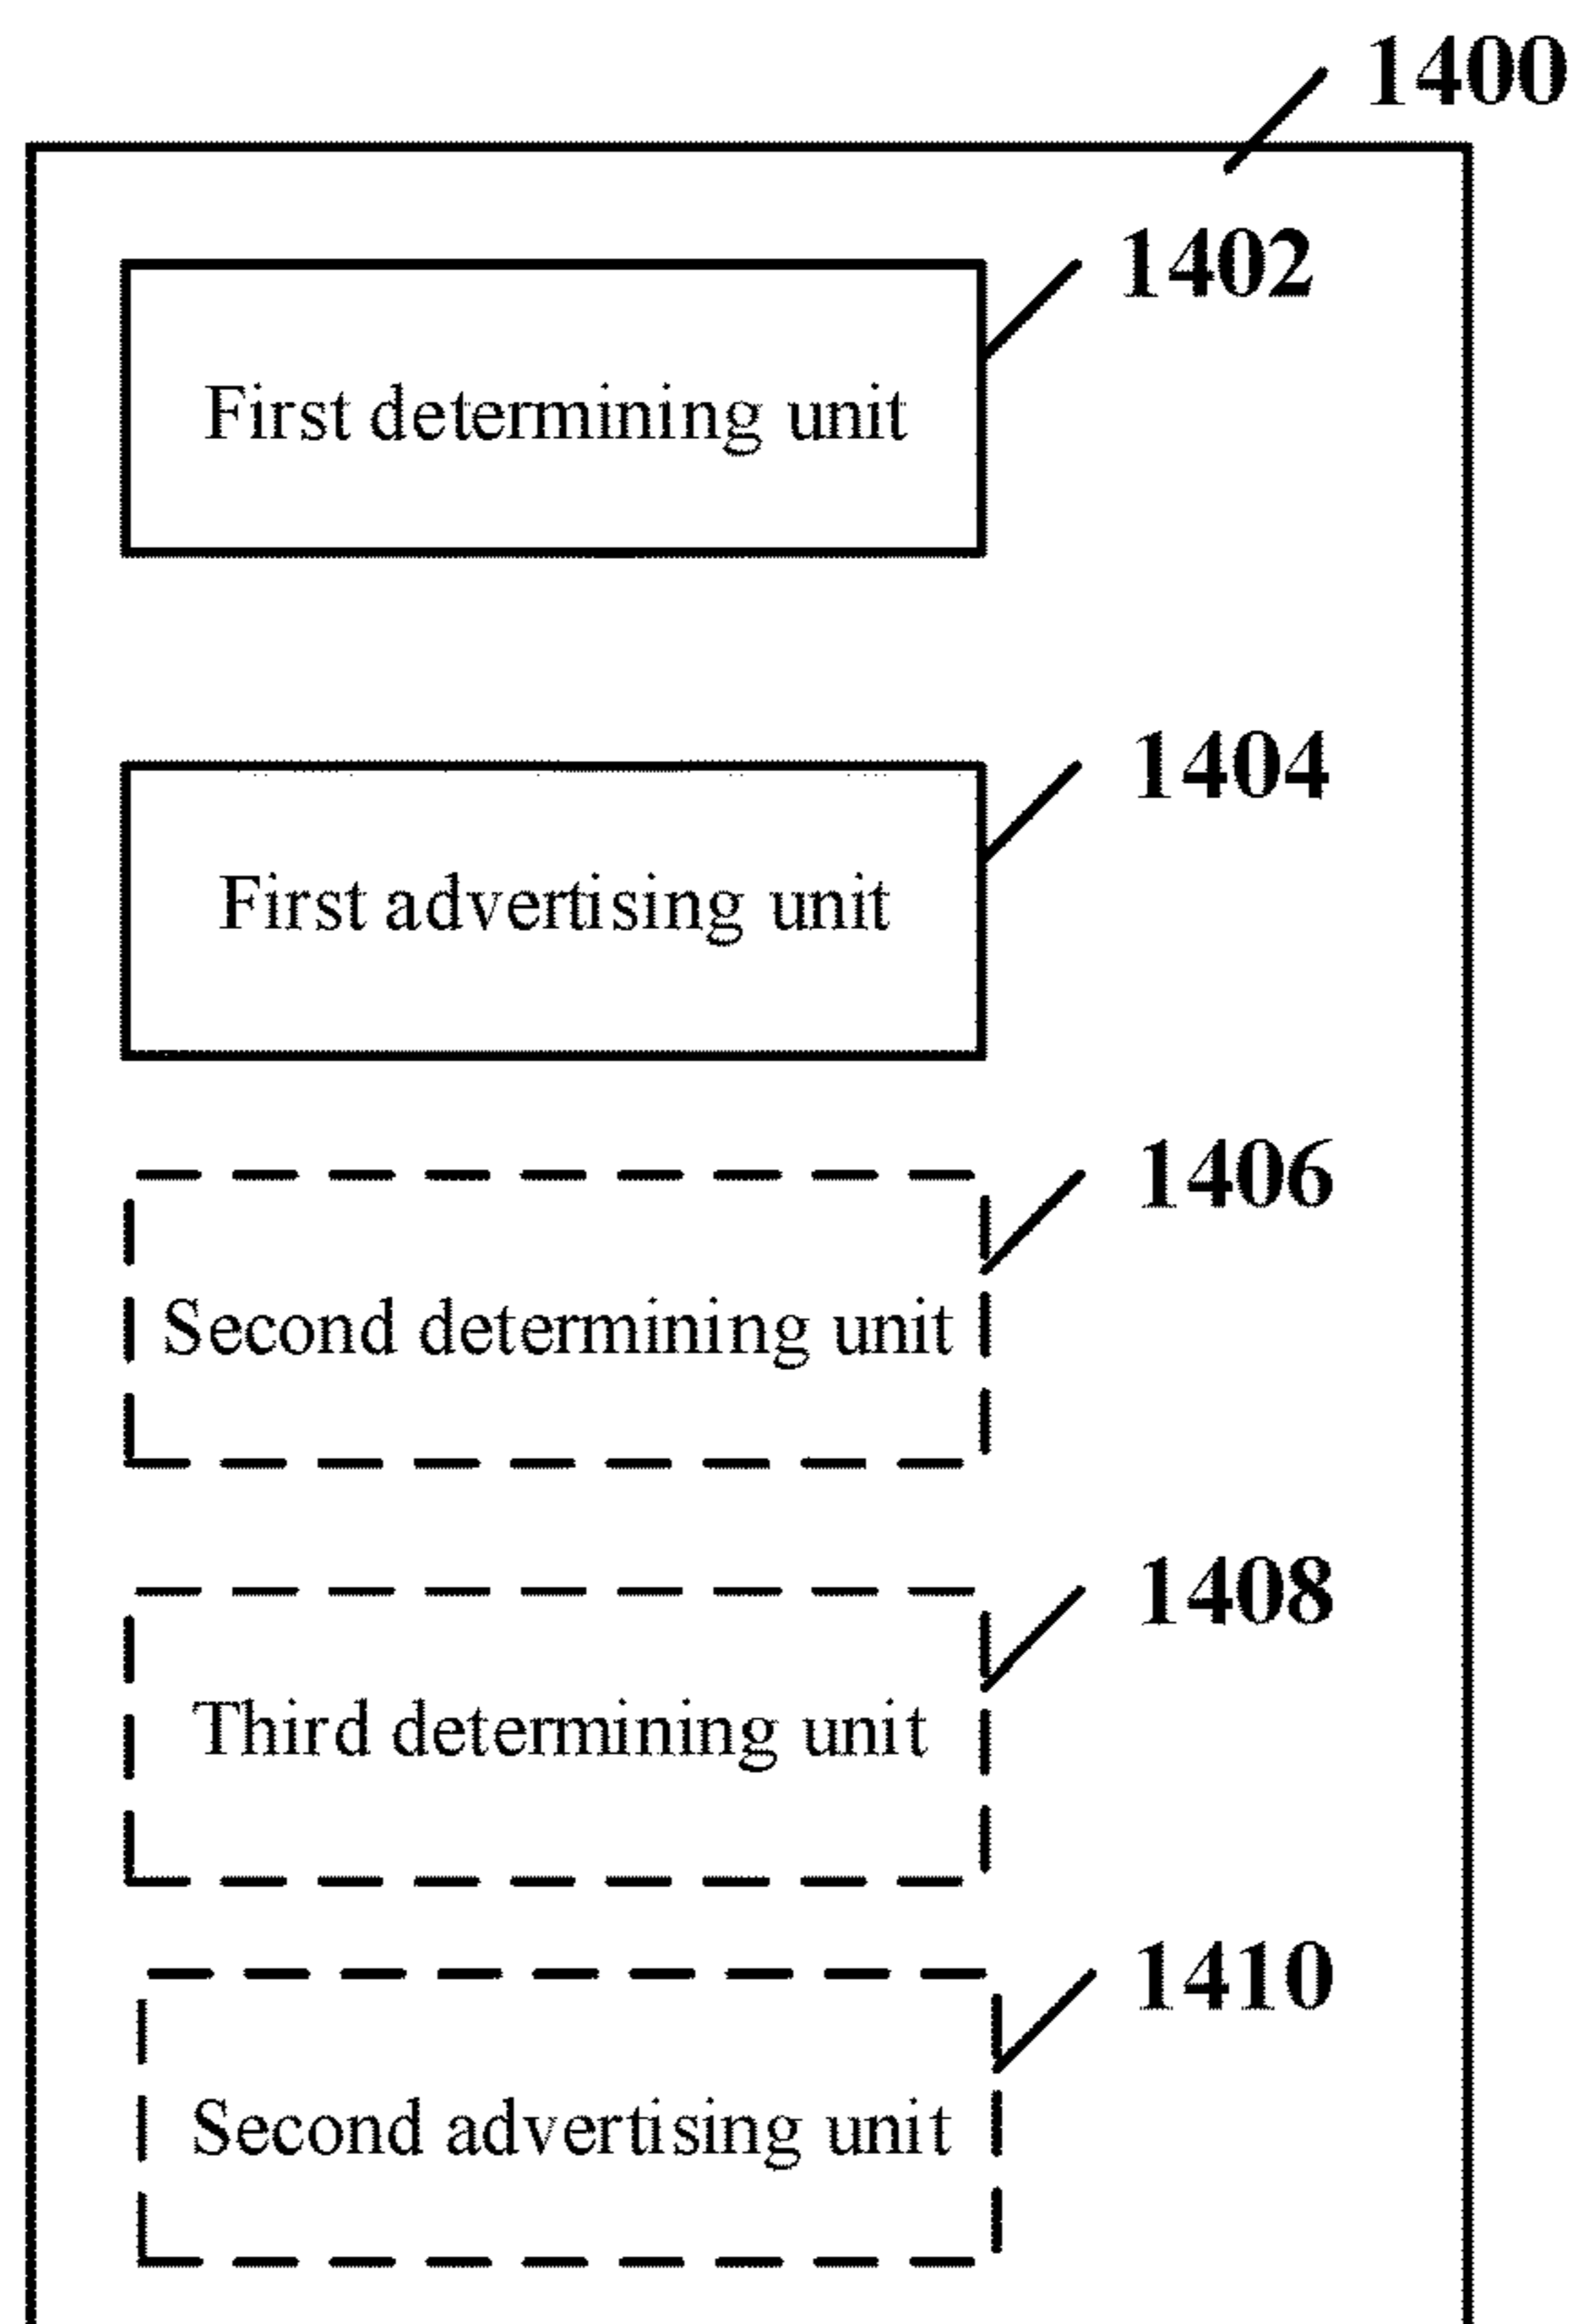 1400
1402
First determining unit
1404
First advertising unit
1406
Second determining unit
1408
Third determining unit
1410
Second advertising unit